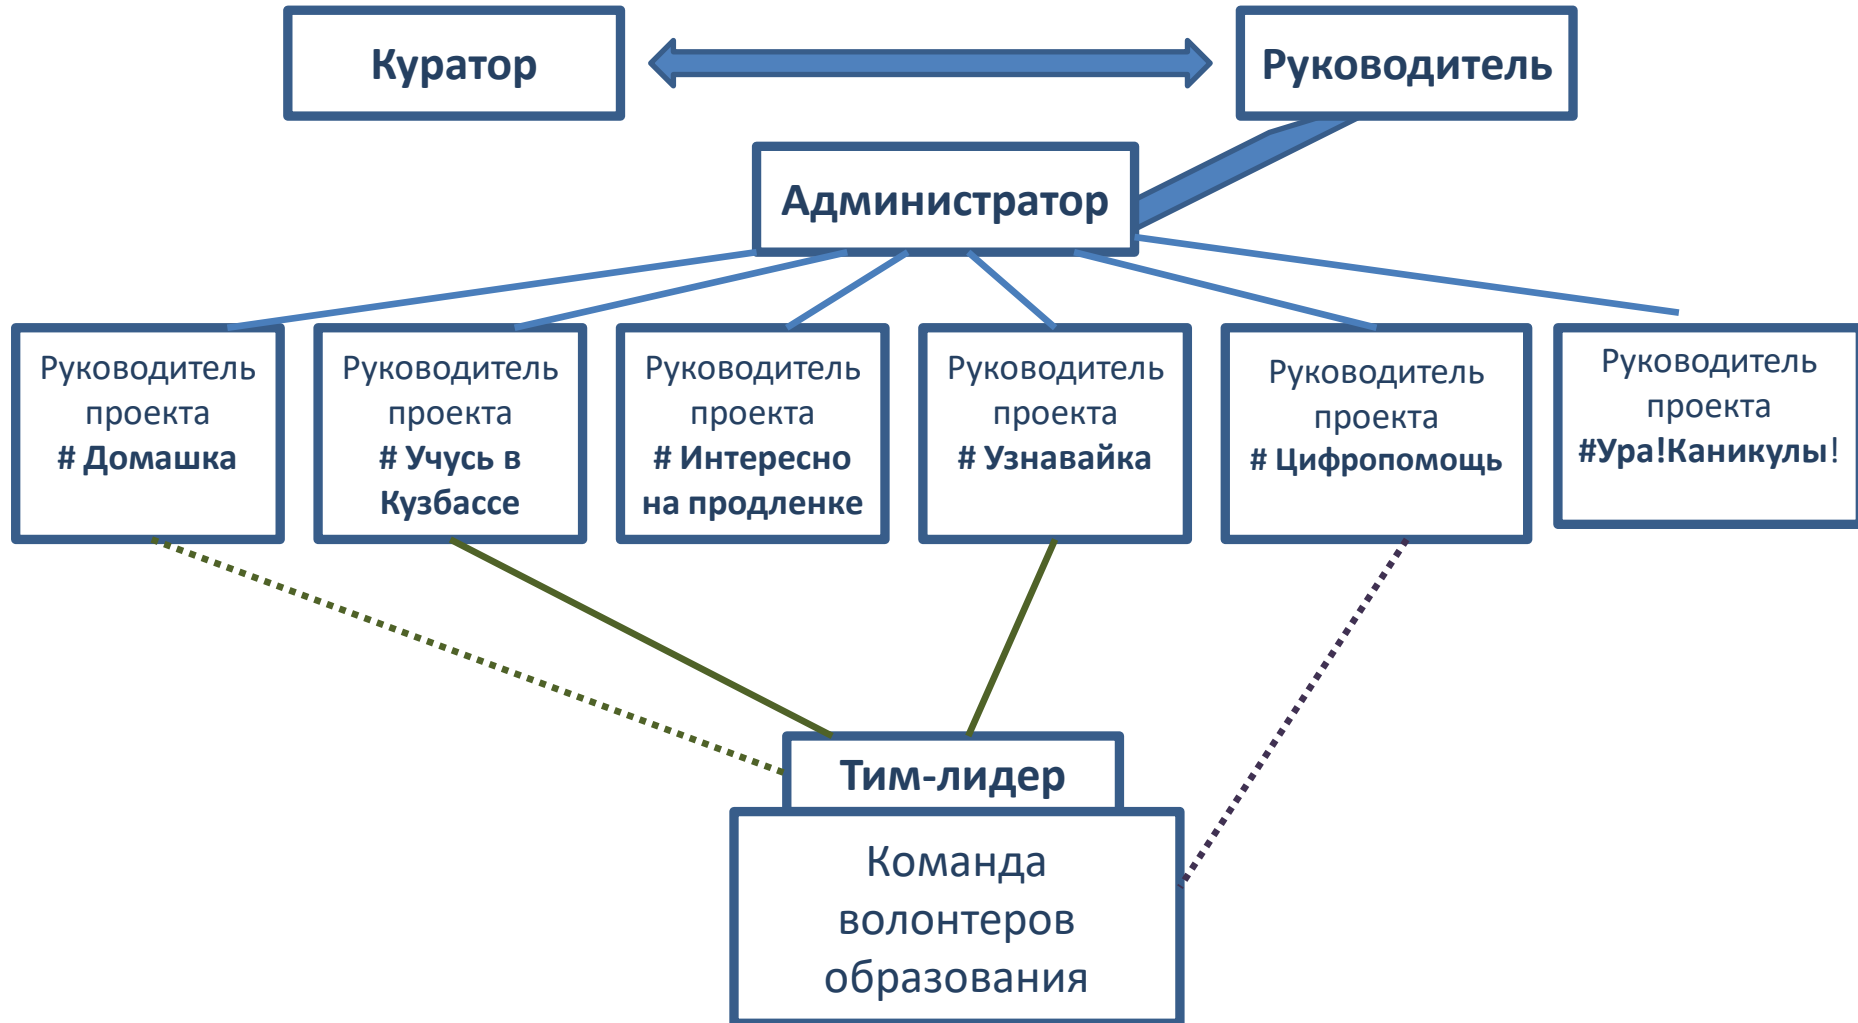 Куратор
Руководитель
Администратор
Руководитель
проекта
# Домашка
Руководитель
проекта
# Учусь в
Кузбассе
Руководитель
проекта
# Интересно
на продленке
Руководитель
проекта
# Узнавайка
Руководитель
проекта
# Цифропомощь
Руководитель
проекта
#Ура!Каникулы!
Тим-лидер
Команда
волонтеров
образования